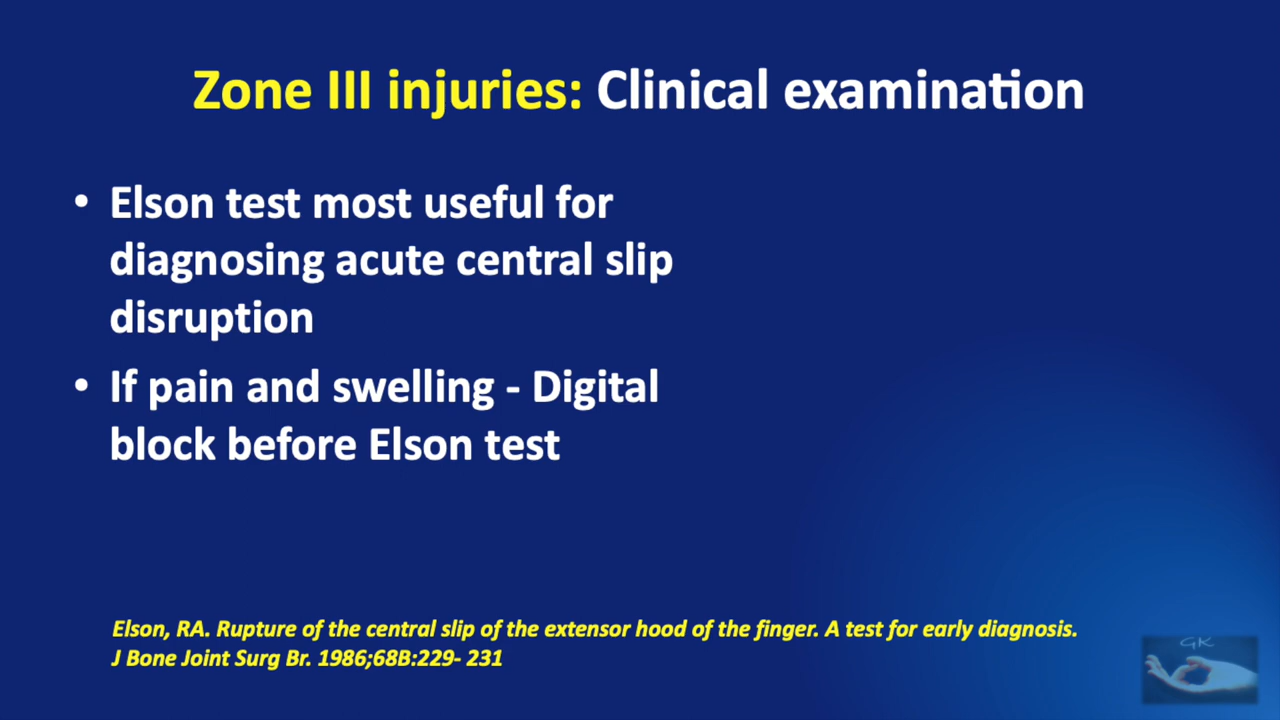 Zone III injuries: Clinical examination
• Elson test most useful for
diagnosing acute central slip
disruption
• If pain and swelling - Digital
block before Elson test
Elson, RA. Rupture of the central slip of the extensor hood of the finger. A test for early diagnosis.
J Bone Joint Surg Br. 1986;68B:229- 231
GK